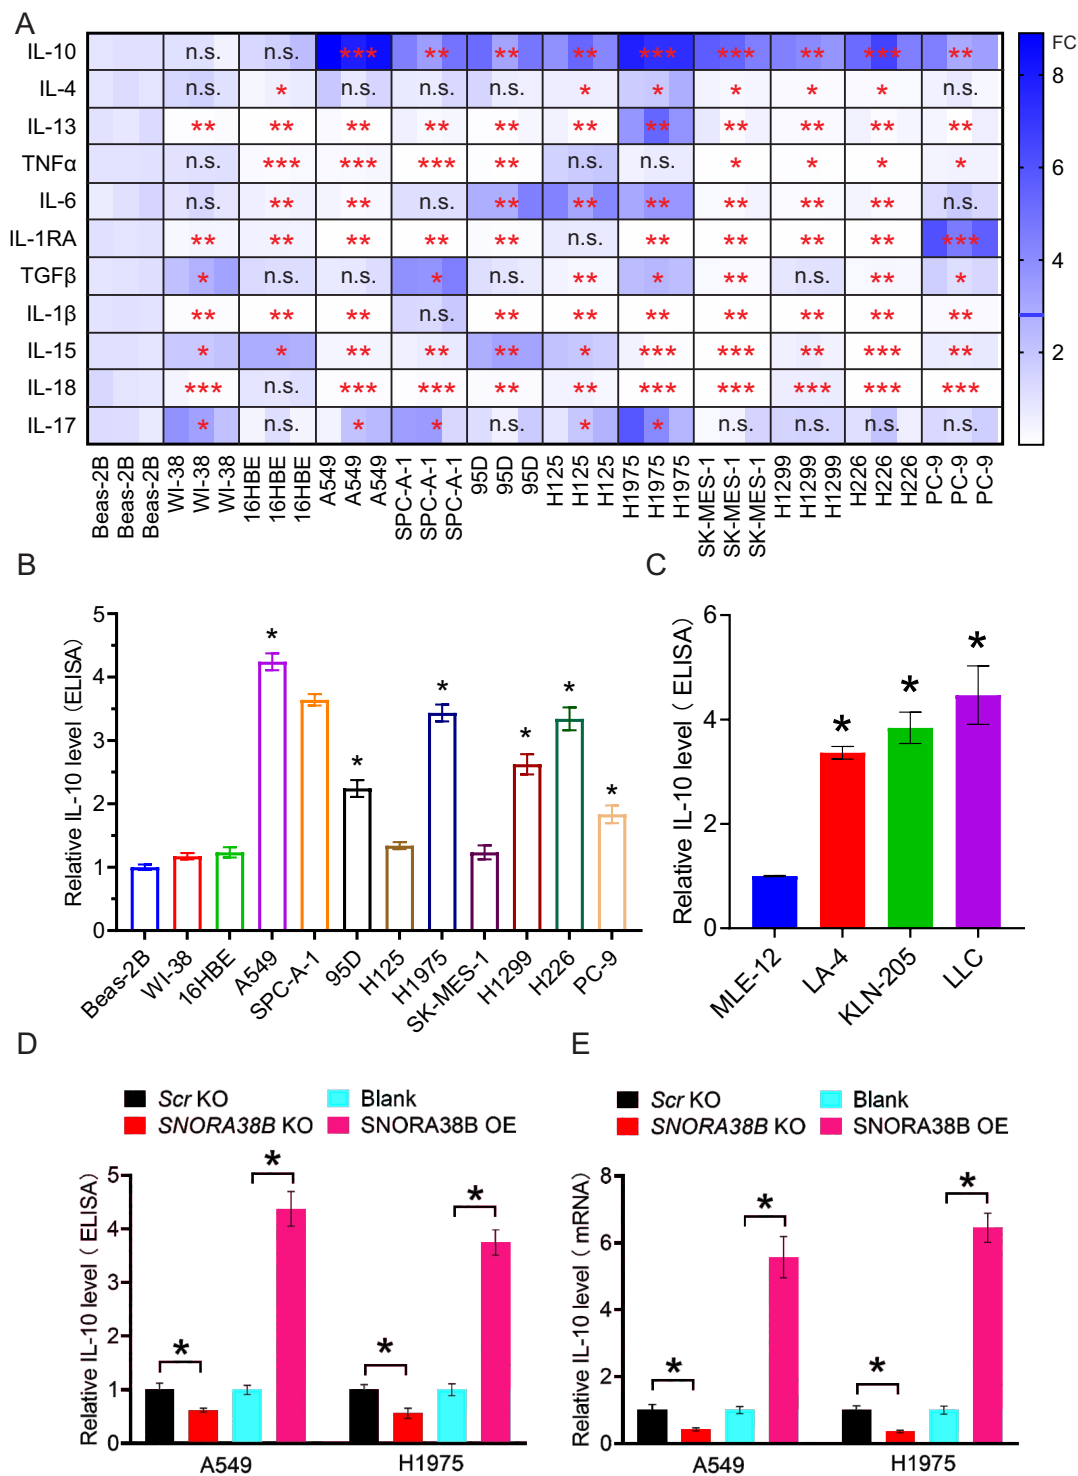 A
IL-10 n.s. n.s. *** ** ** ** *** *** ** *** **
IL-4 n.s. * n.s. n.s. n.s. * * * * * n.s.
IL-13 ** ** ** ** ** ** ** ** ** ** **
TNFα n.s. *** *** *** ** n.s. n.s. * * * *
IL-6 n.s. ** ** n.s. ** ** ** ** ** ** n.s.
IL-1RA ** ** ** ** ** n.s. ** ** ** ** ***
TGFβ * n.s. n.s. * n.s. ** * ** n.s. ** *
IL-1β ** ** ** n.s. ** ** ** ** ** ** **
IL-15 * * ** ** ** * *** *** ** *** **
IL-18 *** n.s. *** *** ** ** *** *** *** *** ***
IL-17 * n.s. * * n.s. * * n.s. n.s. n.s. n.s.
Beas-2B Beas-2B Beas-2B WI-38 WI-38 WI-38 16HBE 16HBE 16HBE A549 A549 A549 SPC-A-1 SPC-A-1 SPC-A-1 95D 95D 95D H125 H125 H125 H1975 H1975 H1975 SK-MES-1 SK-MES-1 SK-MES-1 H1299 H1299 H1299 H226 H226 H226 PC-9 PC-9 PC-9
FC
8
6
4
2
B
Relative IL-10 level (ELISA)
5
4
3
2
1
0
* * * * * *
Beas-2B WI-38 16HBE A549 SPC-A-1 95D H125 H1975 SK-MES-1 H1299 H226 PC-9
C
Relative IL-10 level ( ELISA)
6
4
2
0
* * *
MLE-12 LA-4 KLN-205 LLC
D
Scr KO Blank
SNORA38B KO SNORA38B OE
Relative IL-10 level ( ELISA)
5
4
3
2
1
0
* * * *
A549 H1975
E
Scr KO Blank
SNORA38B KO SNORA38B OE
Relative IL-10 level ( mRNA)
8
6
4
2
0
* * * *
A549 H1975